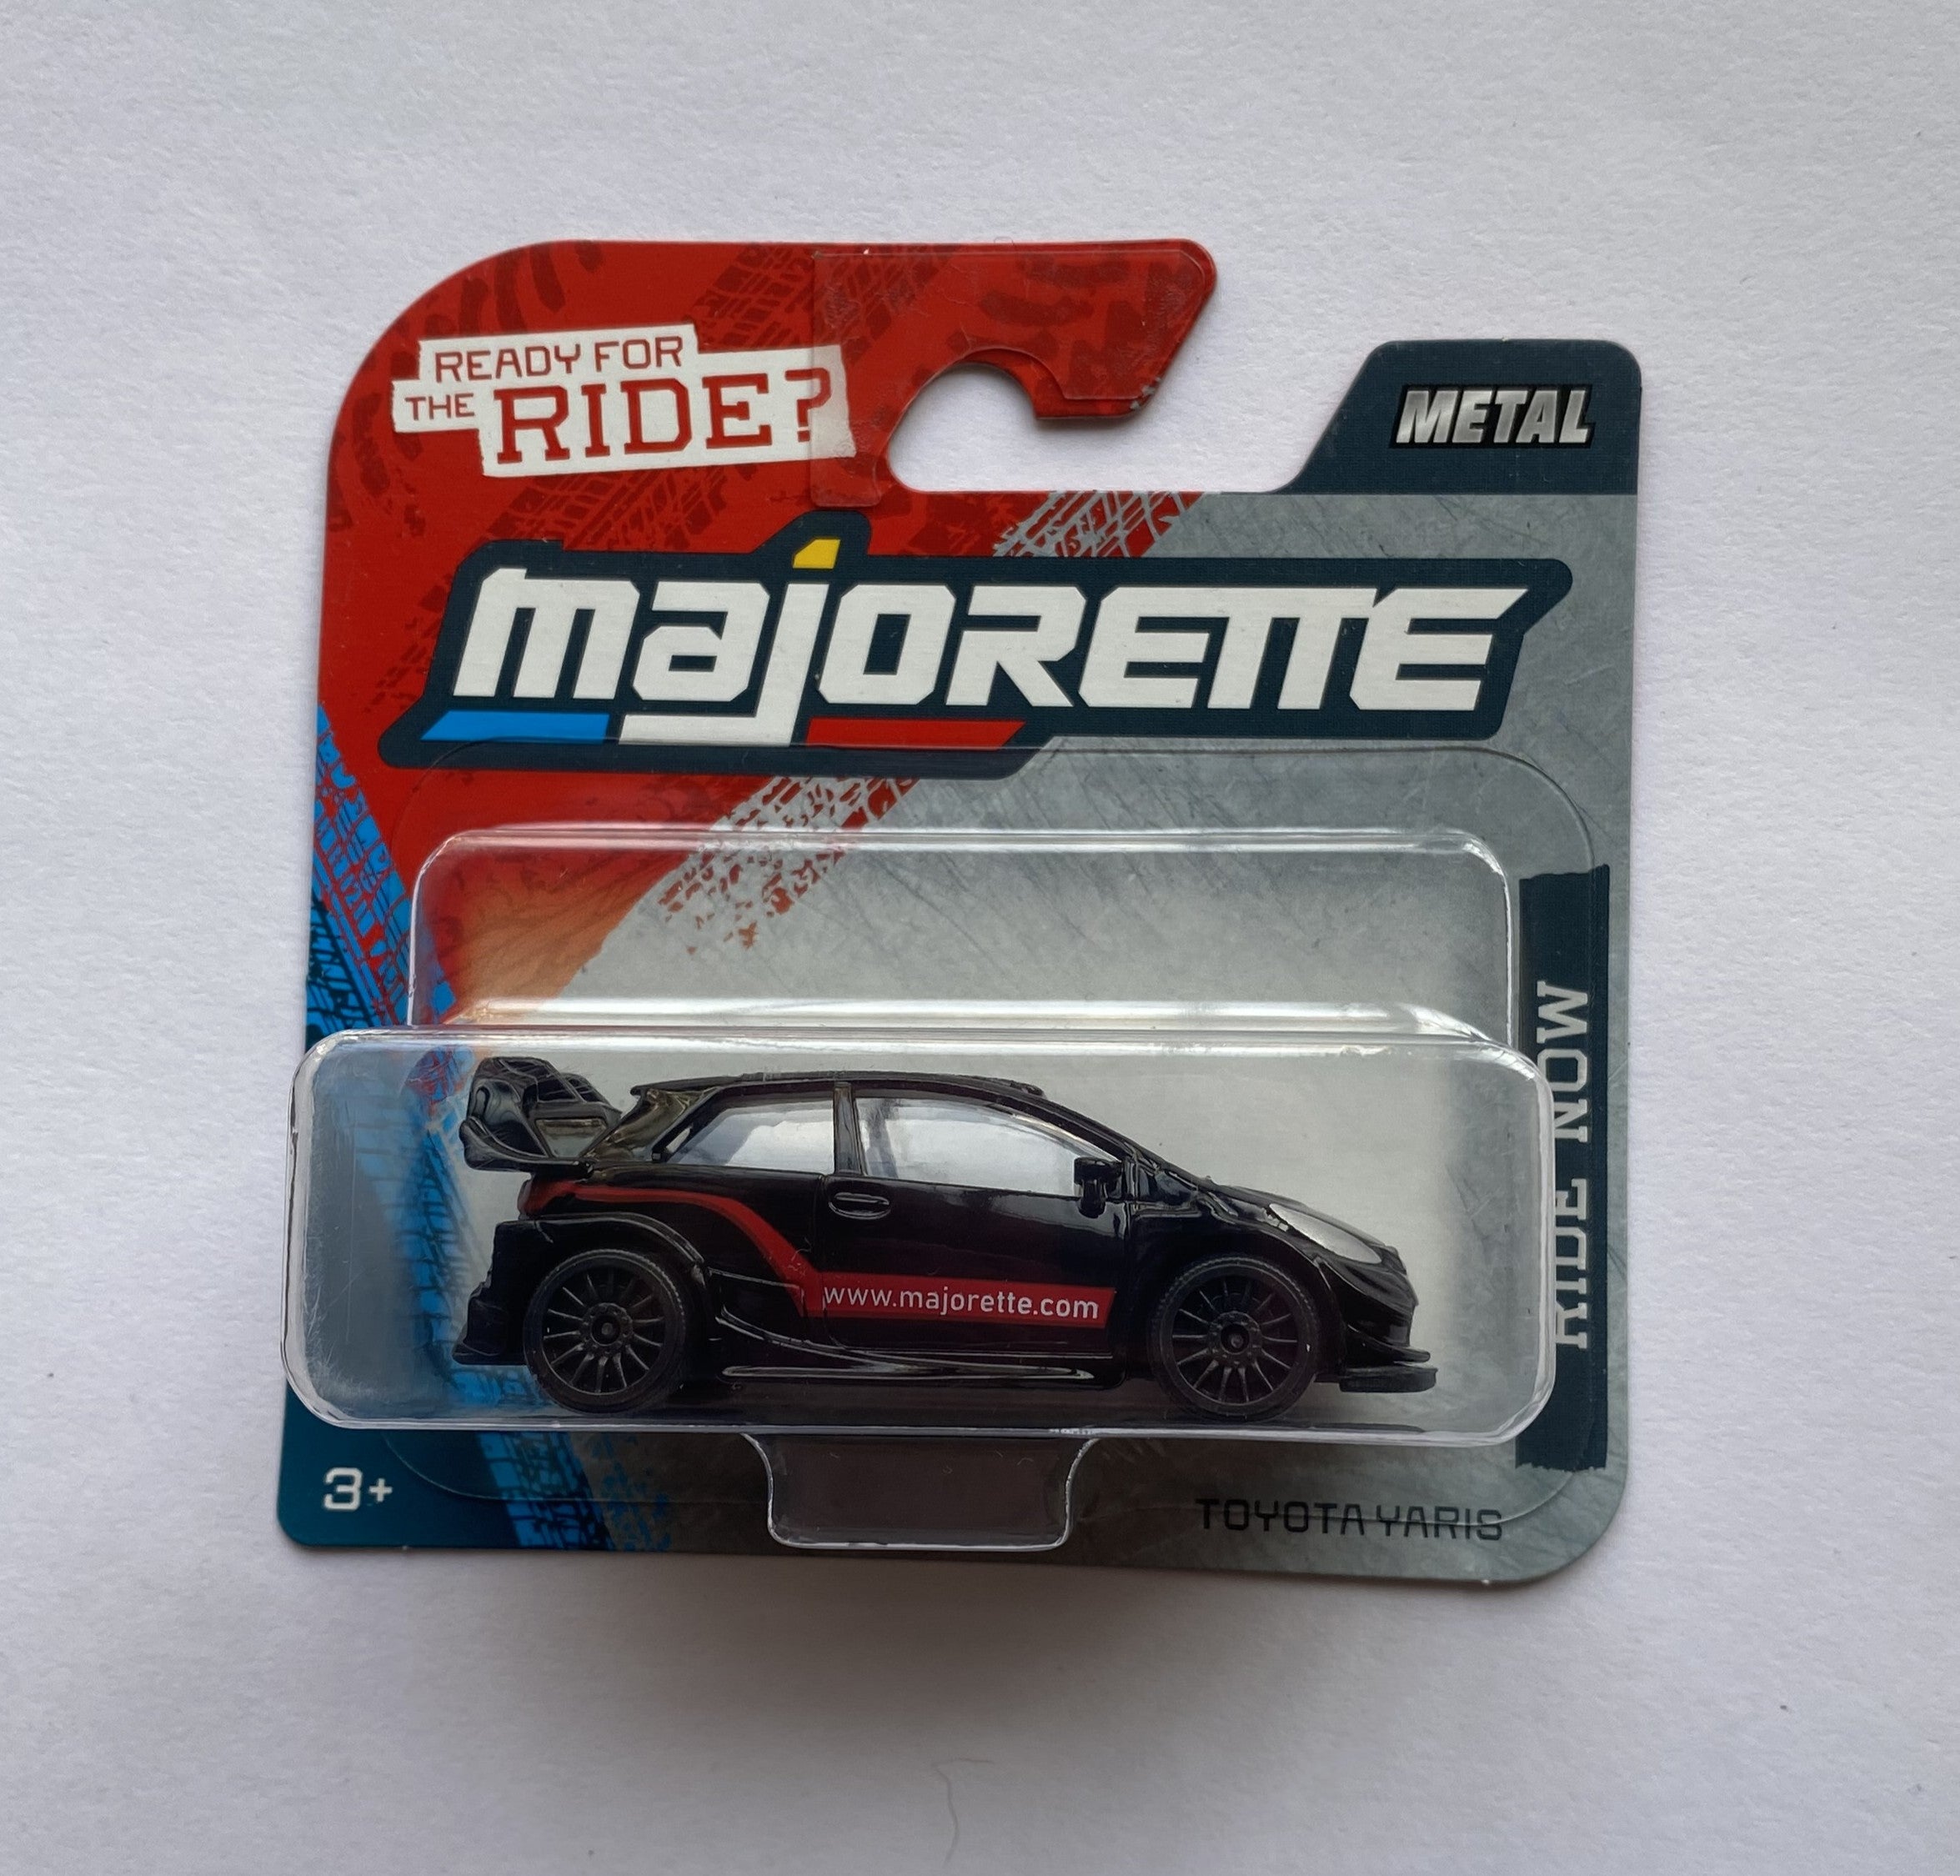 READY FOR
THE RIDE?
METAL
majorette
RIDE NOW
www.majorette.com
3+
TOYOTA YARIS